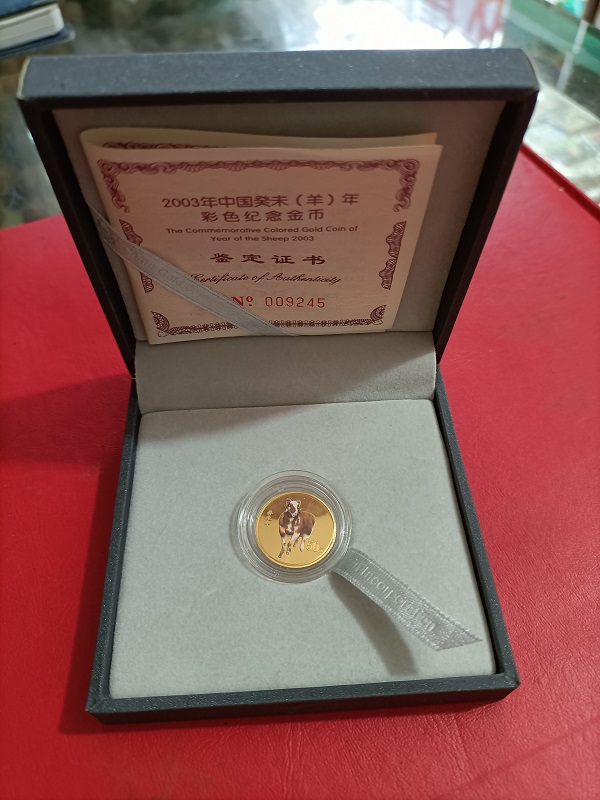 2003年中国癸未（羊）年
彩色纪念金币
The Commemorative Colored Gold Coin of
Year of the Sheep 2003
鉴定证书
Certificate of Authenticity
Nº 009245